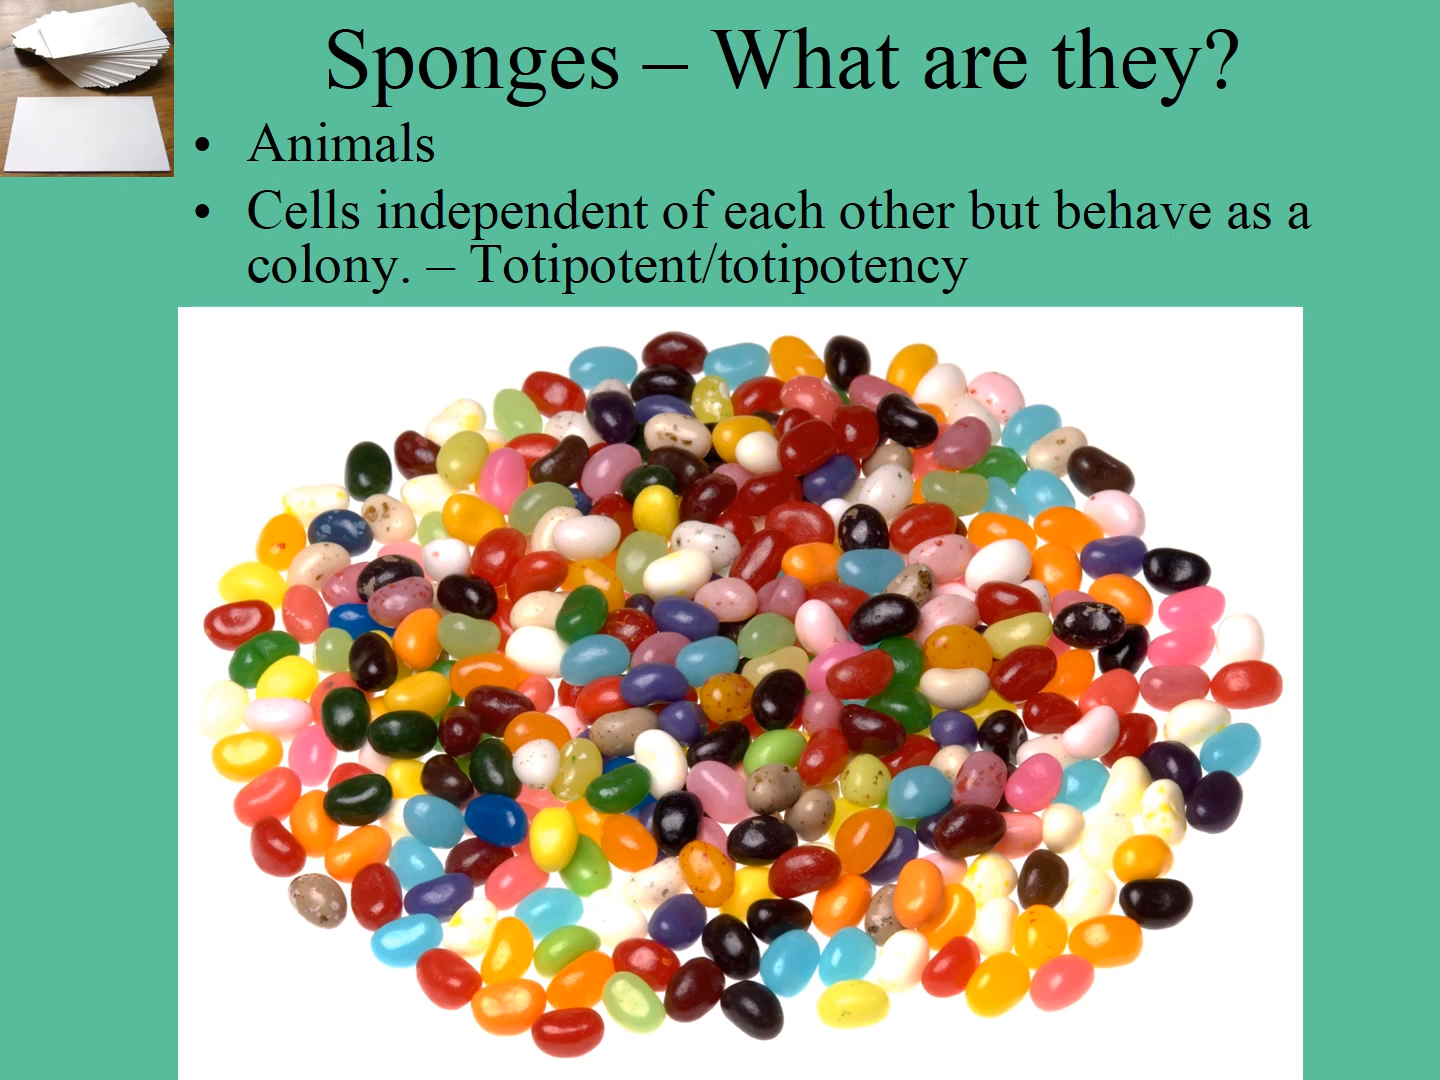 Sponges – What are they?
• Animals
• Cells independent of each other but behave as a
colony. – Totipotent/totipotency